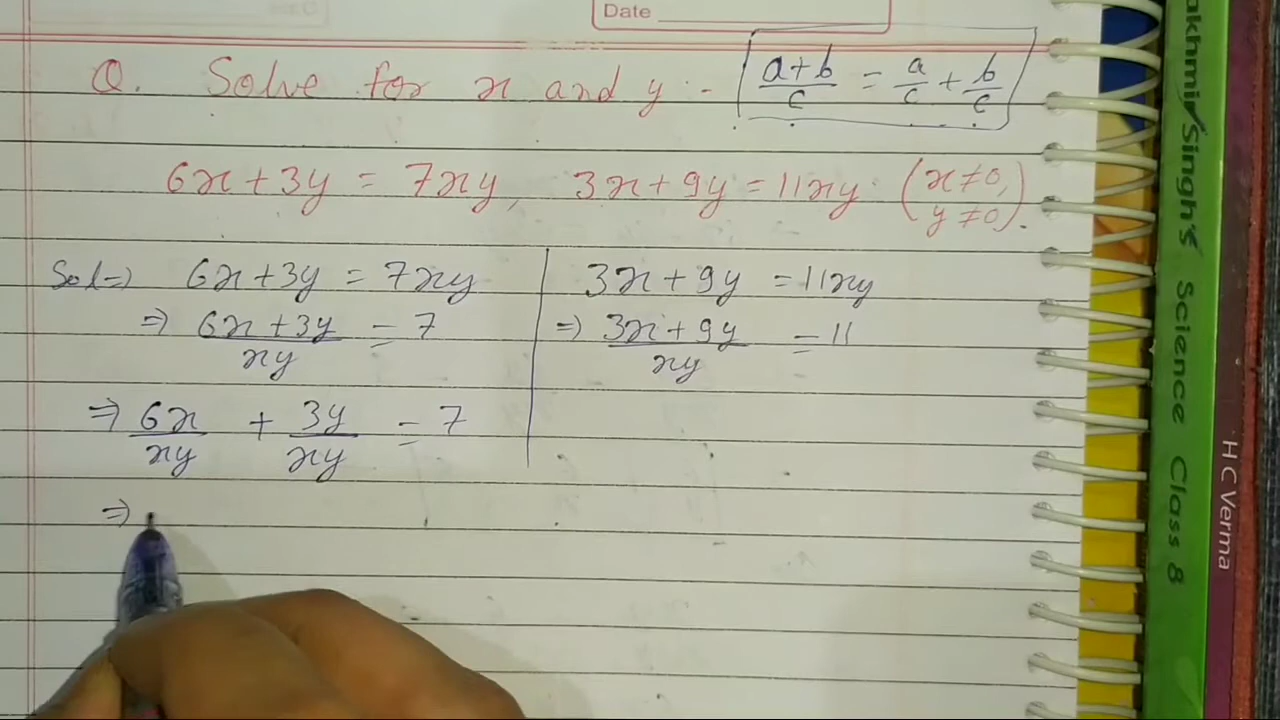 Date
Q. Solve for x and y :- (a+b)/c = a/c + b/c
6x+3y = 7xy, 3x+9y = 11xy. (x≠0, y≠0).
Sol=> 6x+3y = 7xy
=> (6x+3y)/xy = 7
=> 6x/xy + 3y/xy = 7
=>
3x+9y = 11xy
=> (3x+9y)/xy = 11
akhmir Singh's Science Class 8
H C Verma